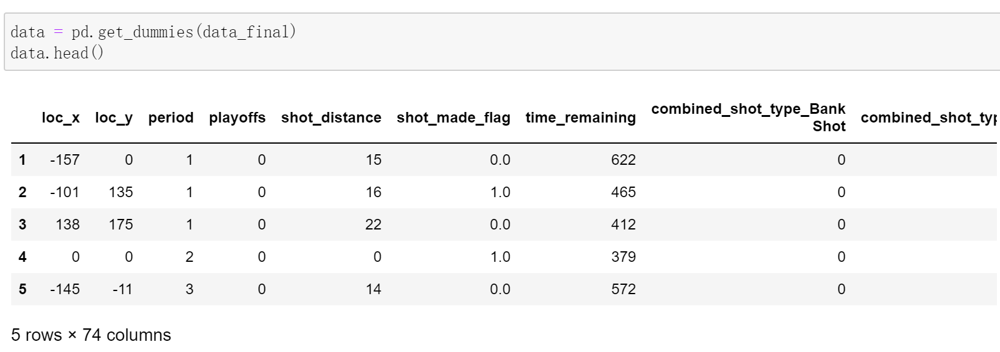 data = pd.get_dummies(data_final)
data.head()
loc_x loc_y period playoffs shot_distance shot_made_flag time_remaining combined_shot_type_Bank Shot
1 -157 0 1 0 15 0.0 622 0
2 -101 135 1 0 16 1.0 465 0
3 138 175 1 0 22 0.0 412 0
4 0 0 2 0 0 1.0 379 0
5 -145 -11 3 0 14 0.0 572 0
5 rows × 74 columns